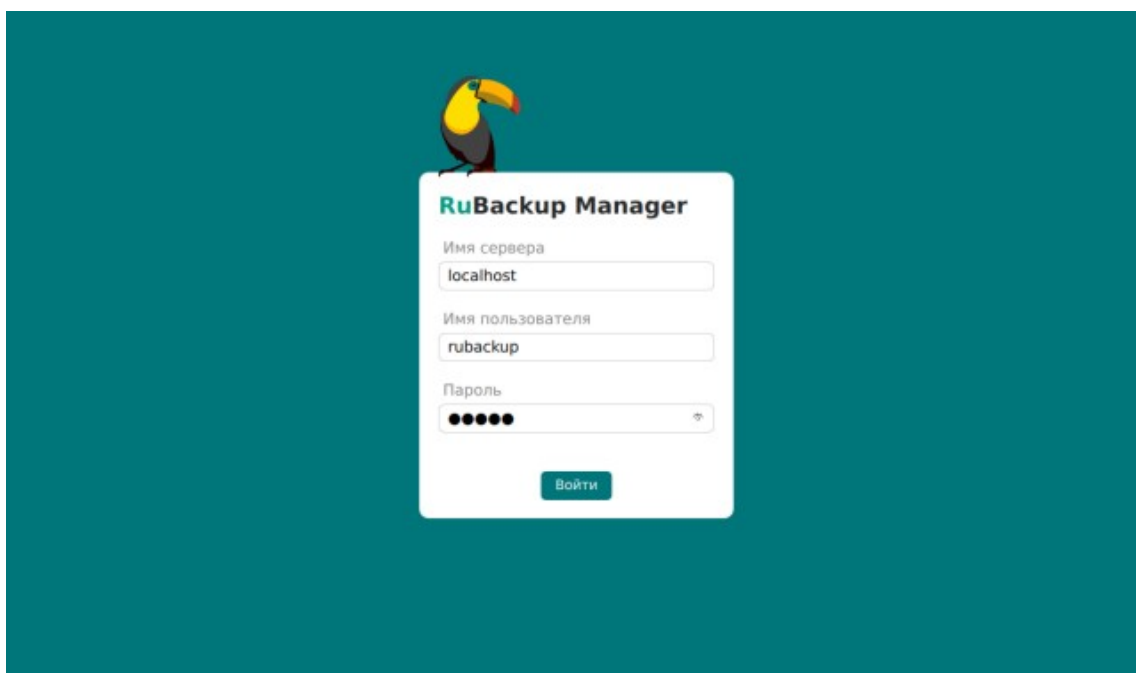 RuBackup Manager
Имя сервера
localhost
Имя пользователя
rubackup
Пароль
●●●●●
Войти